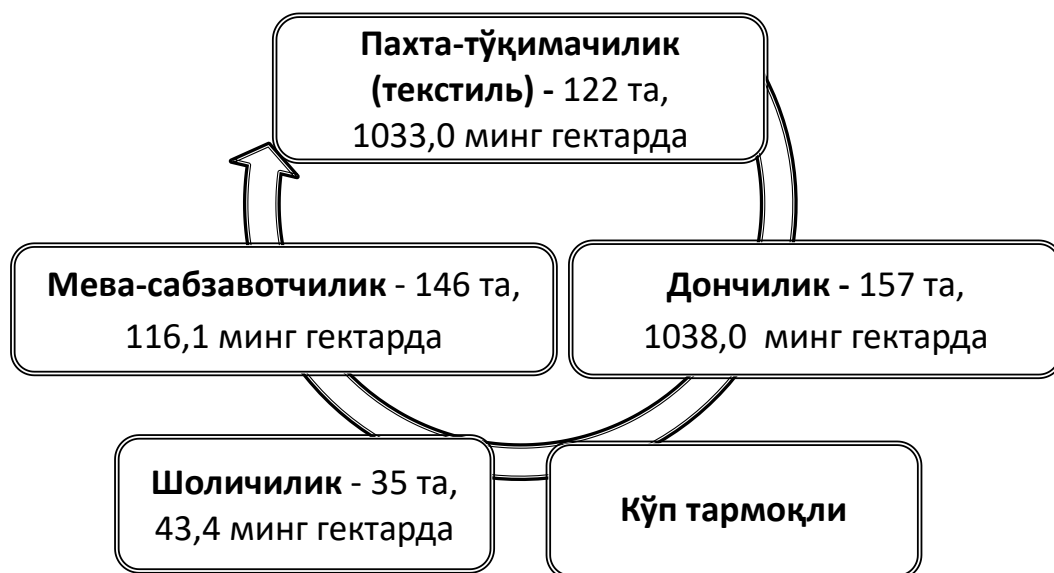 Пахта-тўқимачилик
(текстиль) - 122 та,
1033,0 минг гектарда
Мева-сабзавотчилик - 146 та,
116,1 минг гектарда
Дончилик - 157 та,
1038,0 минг гектарда
Шоличилик - 35 та,
43,4 минг гектарда
Кўп тармоқли